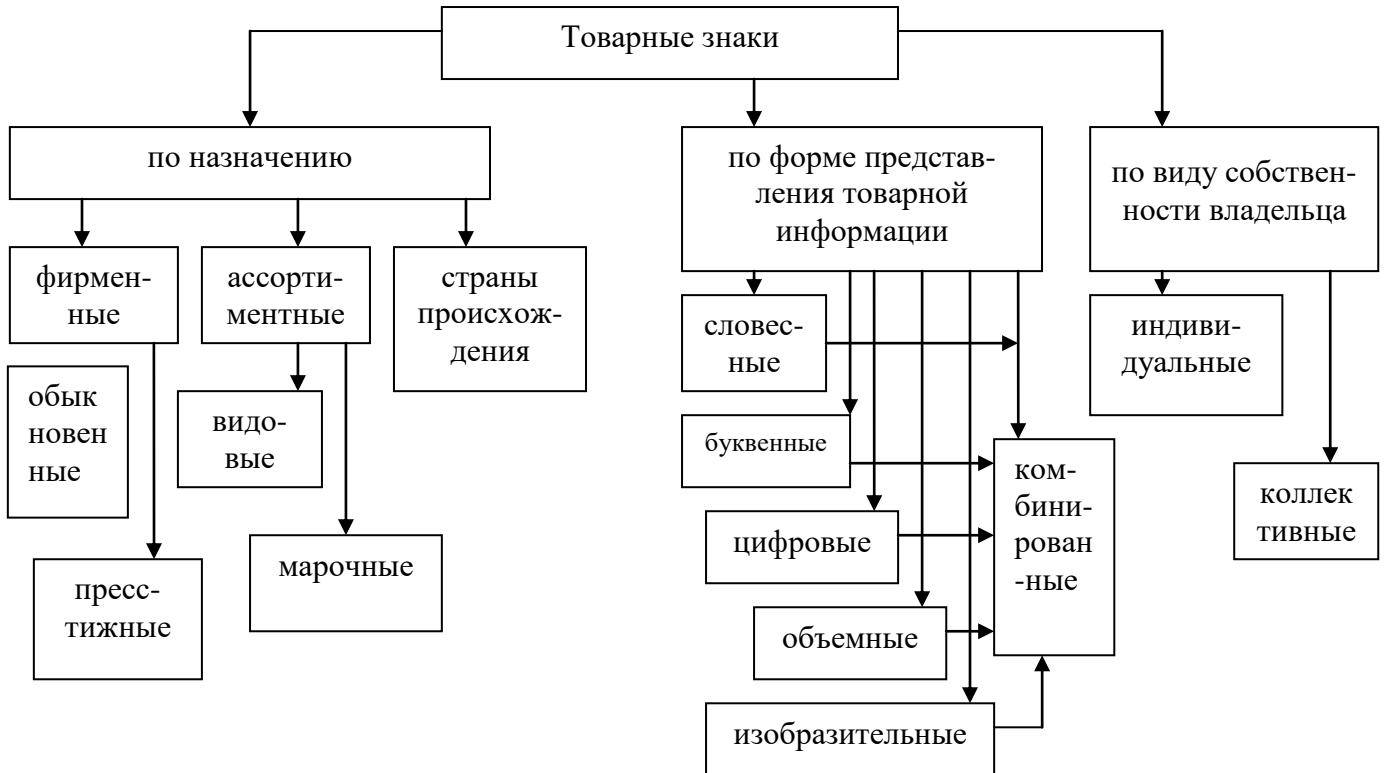 Товарные знаки
по назначению
по форме представ-
ления товарной
информации
по виду собствен-
ности владельца
фирмен-
ные
ассорти-
ментные
страны
происхож-
дения
словес-
ные
индиви-
дуальные
обык
новен
ные
видо-
вые
буквенные
ком-
бини-
рован
-ные
коллек
тивные
цифровые
марочные
пресс-
тижные
объемные
изобразительные